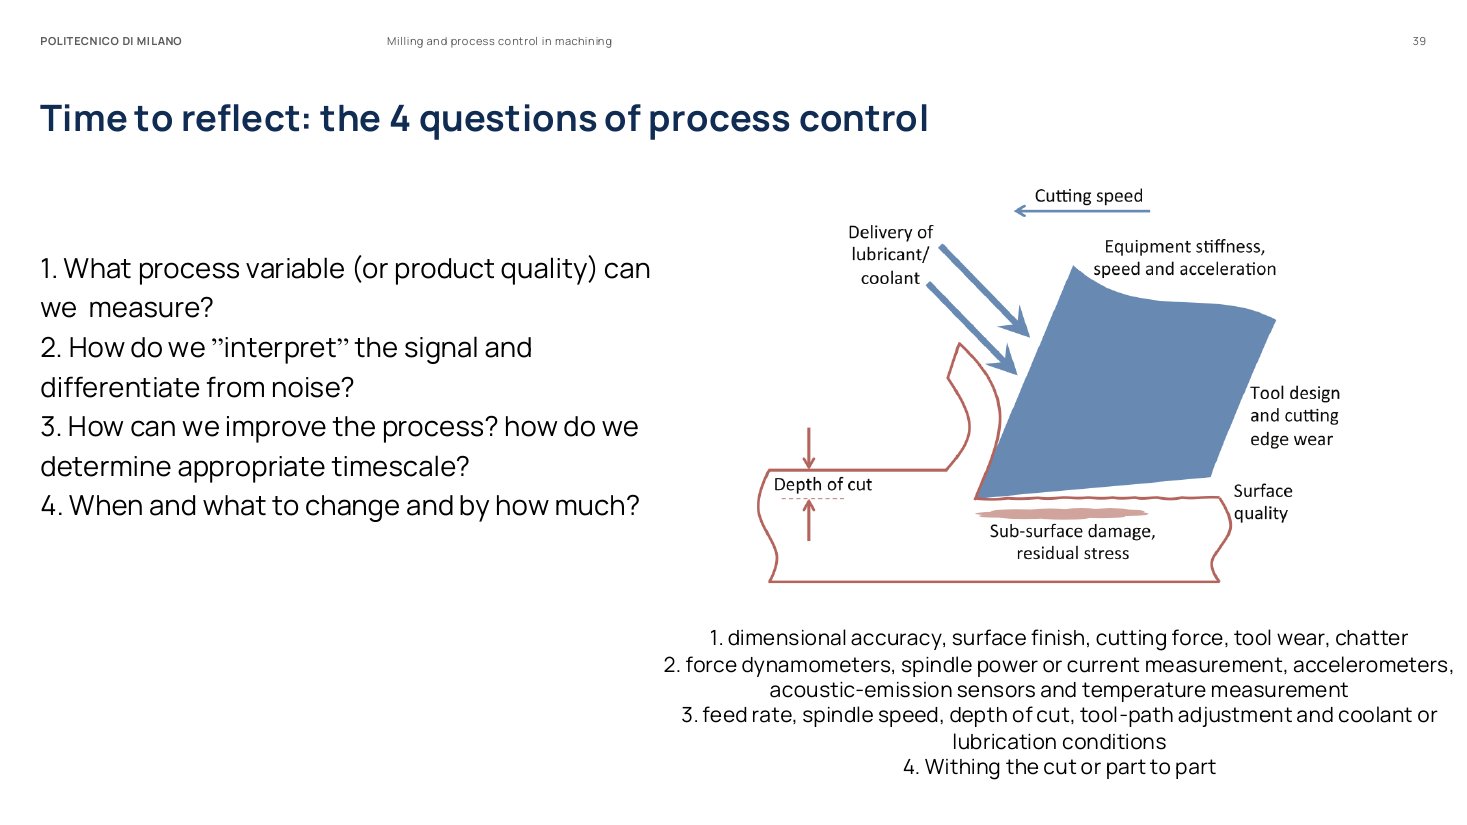 POLITECNICO DI MILANO
Milling and process control in machining
39
Time to reflect: the 4 questions of process control
1. What process variable (or product quality) can
we  measure?
2. How do we ”interpret” the signal and
differentiate from noise?
3. How can we improve the process? how do we
determine appropriate timescale?
4. When and what to change and by how much?
Cutting speed
Delivery of
lubricant/
coolant
Equipment stiffness,
speed and acceleration
Tool design
and cutting
edge wear
Depth of cut
Surface
quality
Sub-surface damage,
residual stress
1. dimensional accuracy, surface finish, cutting force, tool wear, chatter
2. force dynamometers, spindle power or current measurement, accelerometers,
acoustic-emission sensors and temperature measurement
3. feed rate, spindle speed, depth of cut, tool-path adjustment and coolant or
lubrication conditions
4. Withing the cut or part to part